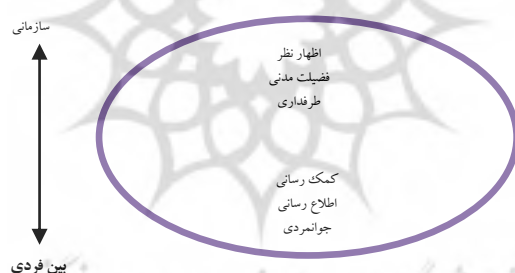 سازمانی
اظهار نظر
فضیلت مدنی
طرفداری
کمک رسانی
اطلاع رسانی
جوانمردی
بین فردی